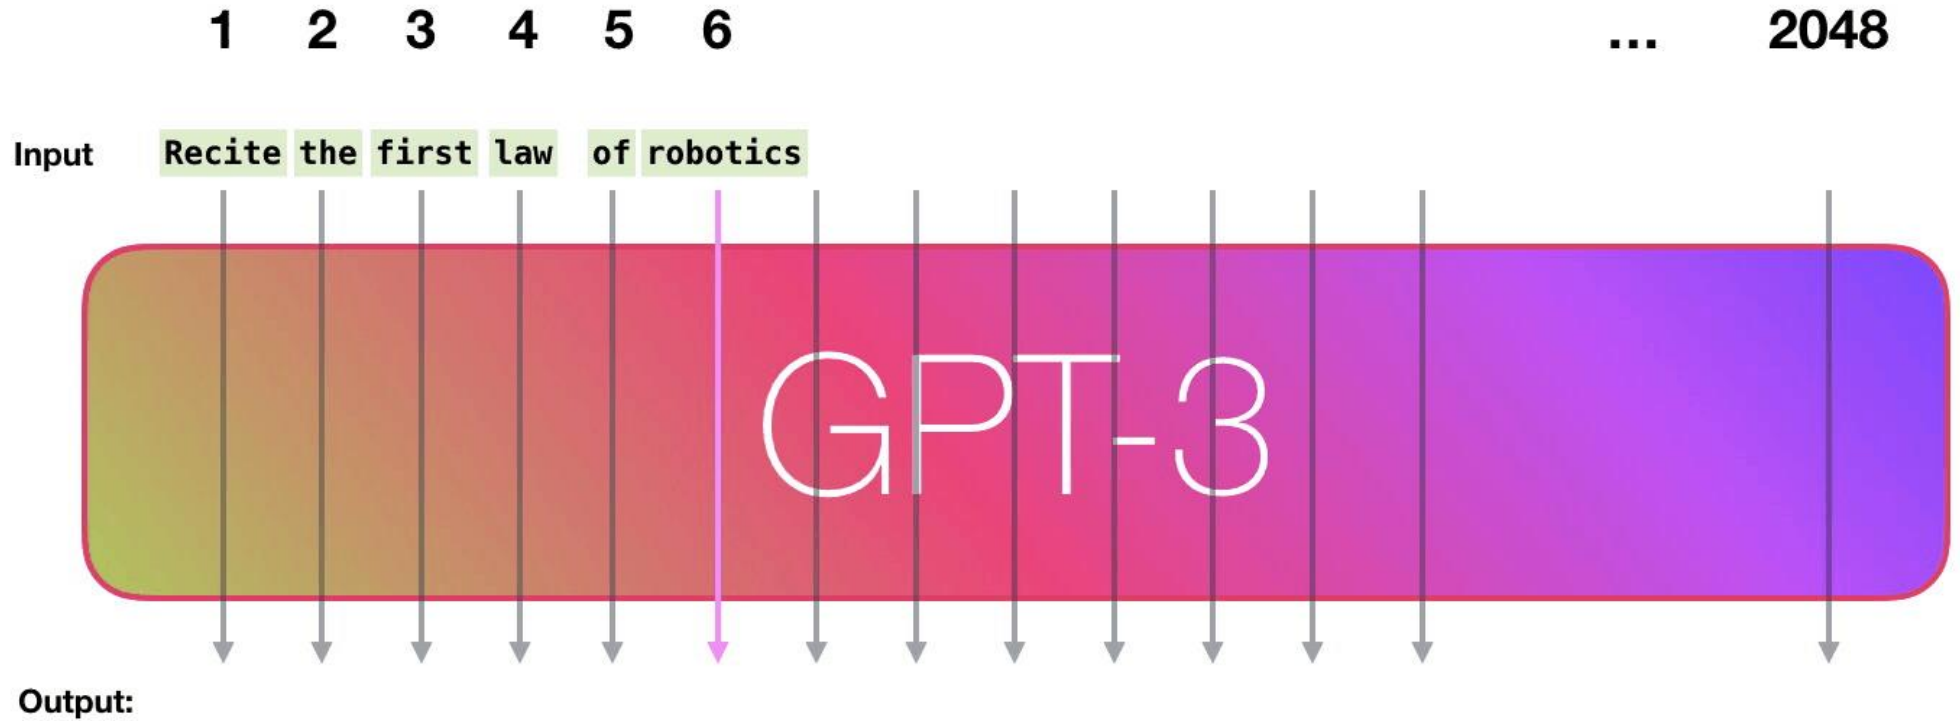 1 2 3 4 5 6 ... 2048
Input Recite the first law of robotics
GPT-3
Output: